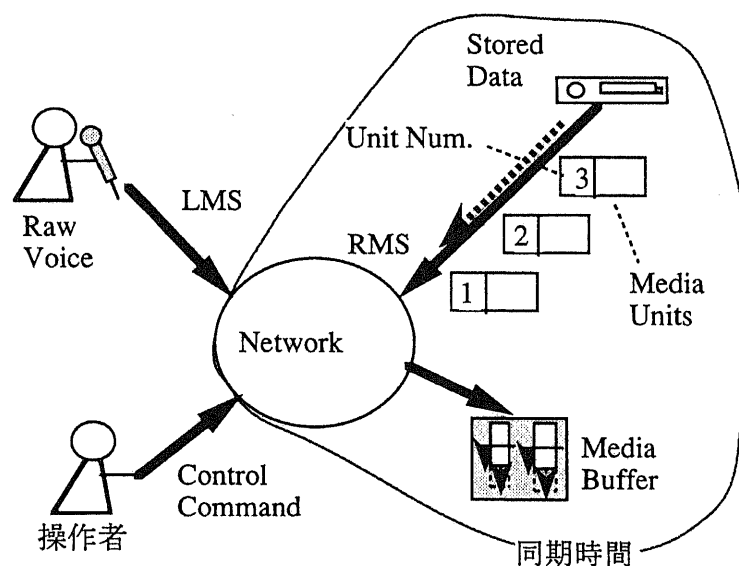 Stored
Data
Unit Num.
3
LMS
Raw
Voice
RMS
2
1
Media
Units
Network
Control
Command
操作者
Media
Buffer
同期時間